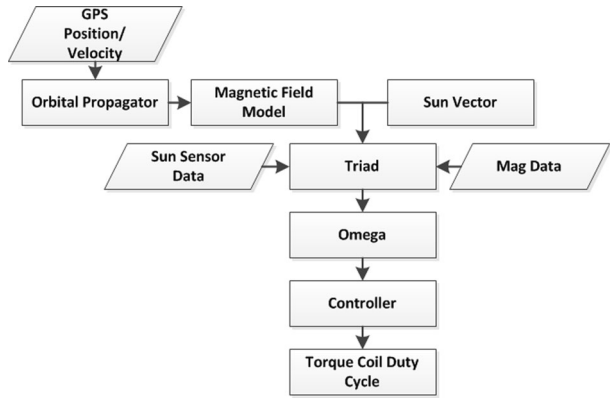 GPS
Position/
Velocity
Orbital Propagator
Magnetic Field
Model
Sun Vector
Sun Sensor
Data
Triad
Mag Data
Omega
Controller
Torque Coil Duty
Cycle